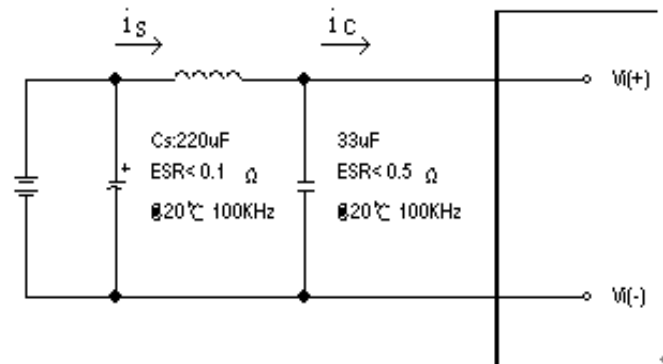 is
ic
Vi(+)
Cs:220uF
33uF
ESR<0.1 Ω
ESR<0.5 Ω
+
@20℃ 100KHz
@20℃ 100KHz
Vi(-)